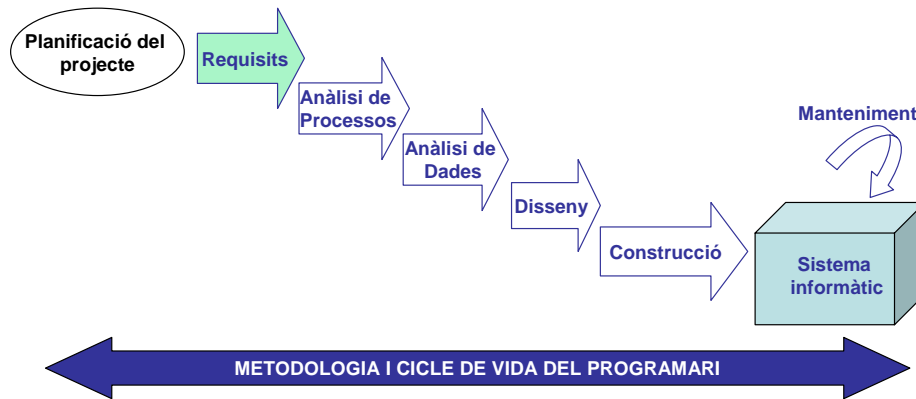 Planificació del
projecte
Requisits
Anàlisi de
Processos
Anàlisi de
Dades
Disseny
Construcció
Manteniment
Sistema
informàtic
METODOLOGIA I CICLE DE VIDA DEL PROGRAMARI